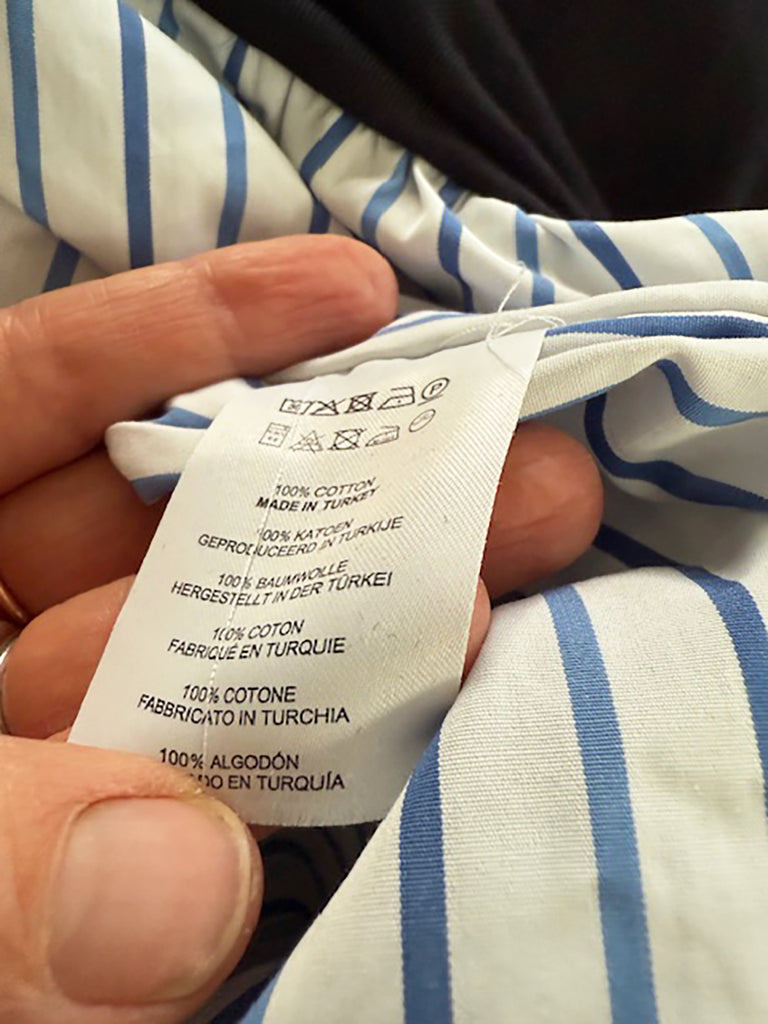 P
100% COTTON
MADE IN TURKEY
100% KATOEN
GEPRODUCEERD IN TURKIJE
100% BAUMWOLLE
HERGESTELLT IN DER TÜRKEI
100% COTON
FABRIQUÉ EN TURQUIE
100% COTONE
FABBRICATO IN TURCHIA
100% ALGODÓN
DO EN TURQUÍA